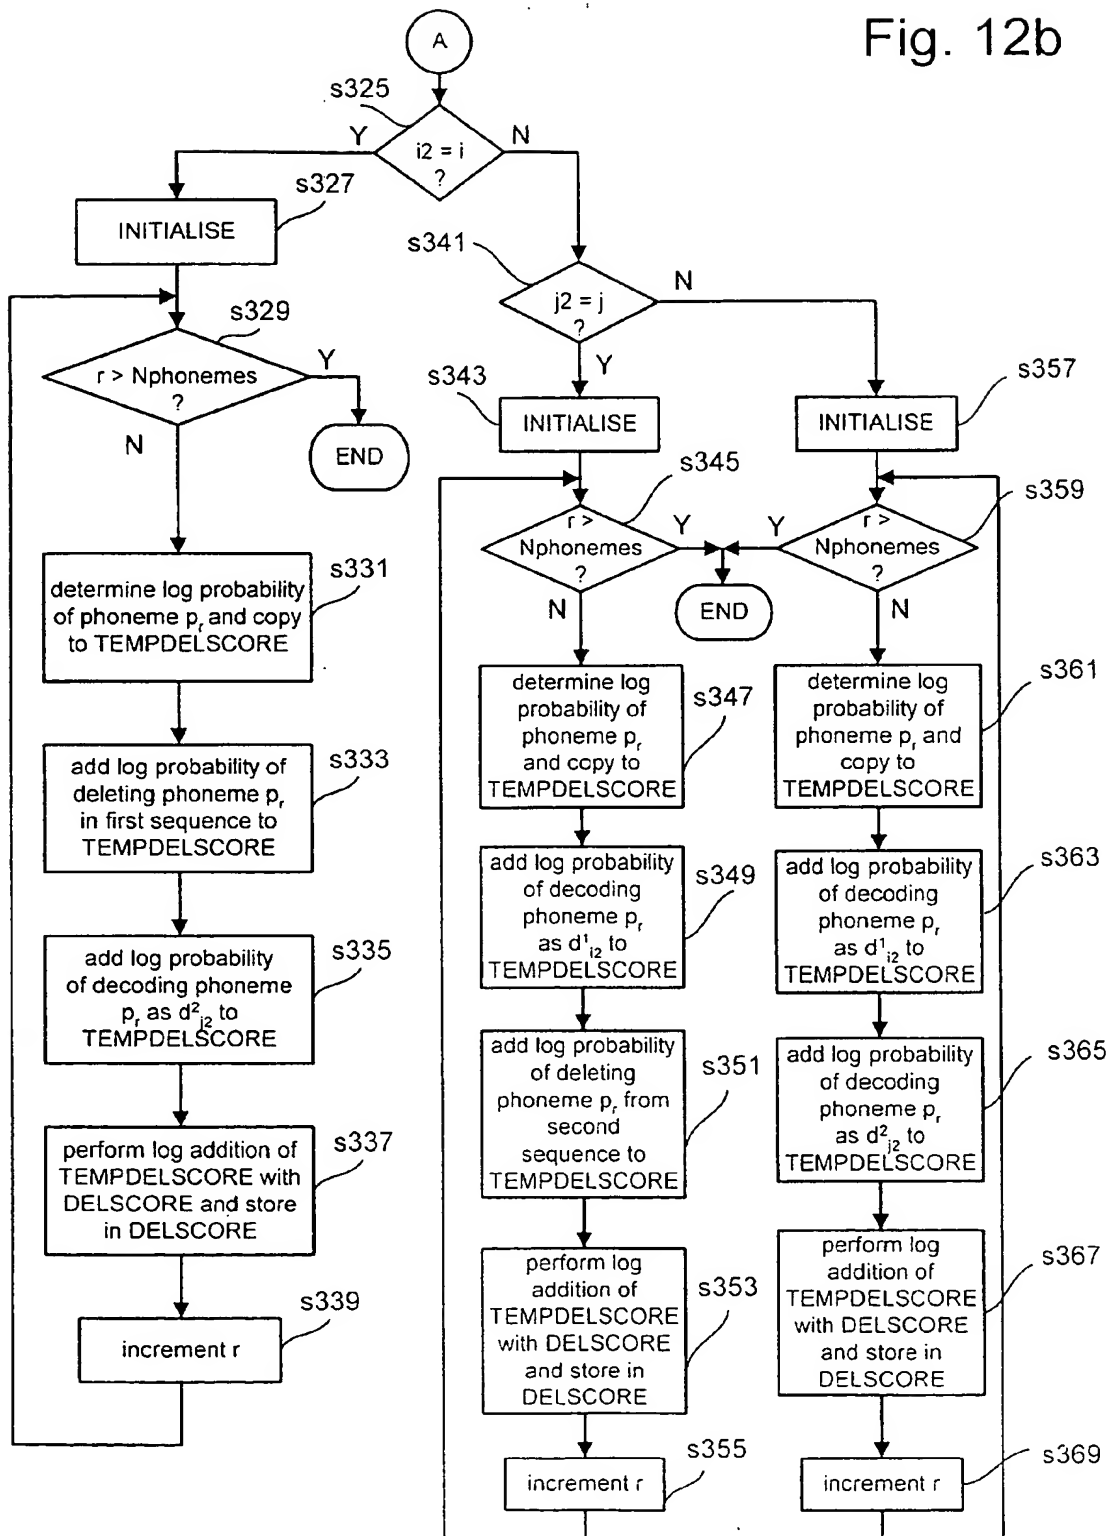 Fig. 12b
A
s325
Y
i2 = i
?
N
s327
INITIALISE
s341
j2 = j
?
N
Y
s329
r > Nphonemes
?
Y
N
END
s343
INITIALISE
s357
INITIALISE
s345
r >
Nphonemes
?
Y
N
END
s359
r >
Nphonemes
?
Y
N
s331
determine log probability
of phoneme pᵣ and copy
to TEMPDELSCORE
s333
add log probability of
deleting phoneme pᵣ
in first sequence to
TEMPDELSCORE
s335
add log probability
of decoding phoneme
pᵣ as d²j2 to
TEMPDELSCORE
s337
perform log addition of
TEMPDELSCORE with
DELSCORE and store
in DELSCORE
s339
increment r
s347
determine log
probability of
phoneme pᵣ
and copy to
TEMPDELSCORE
s349
add log probability
of decoding
phoneme pᵣ
as d¹i2 to
TEMPDELSCORE
s351
add log probability
of deleting
phoneme pᵣ from
second
sequence to
TEMPDELSCORE
s353
perform log
addition of
TEMPDELSCORE
with DELSCORE
and store in
DELSCORE
s355
increment r
s361
determine log
probability of
phoneme pᵣ and
copy to
TEMPDELSCORE
s363
add log probability
of decoding
phoneme pᵣ
as d¹i2 to
TEMPDELSCORE
s365
add log probability
of decoding
phoneme pᵣ
as d²j2 to
TEMPDELSCORE
s367
perform log
addition of
TEMPDELSCORE
with DELSCORE
and store in
DELSCORE
s369
increment r